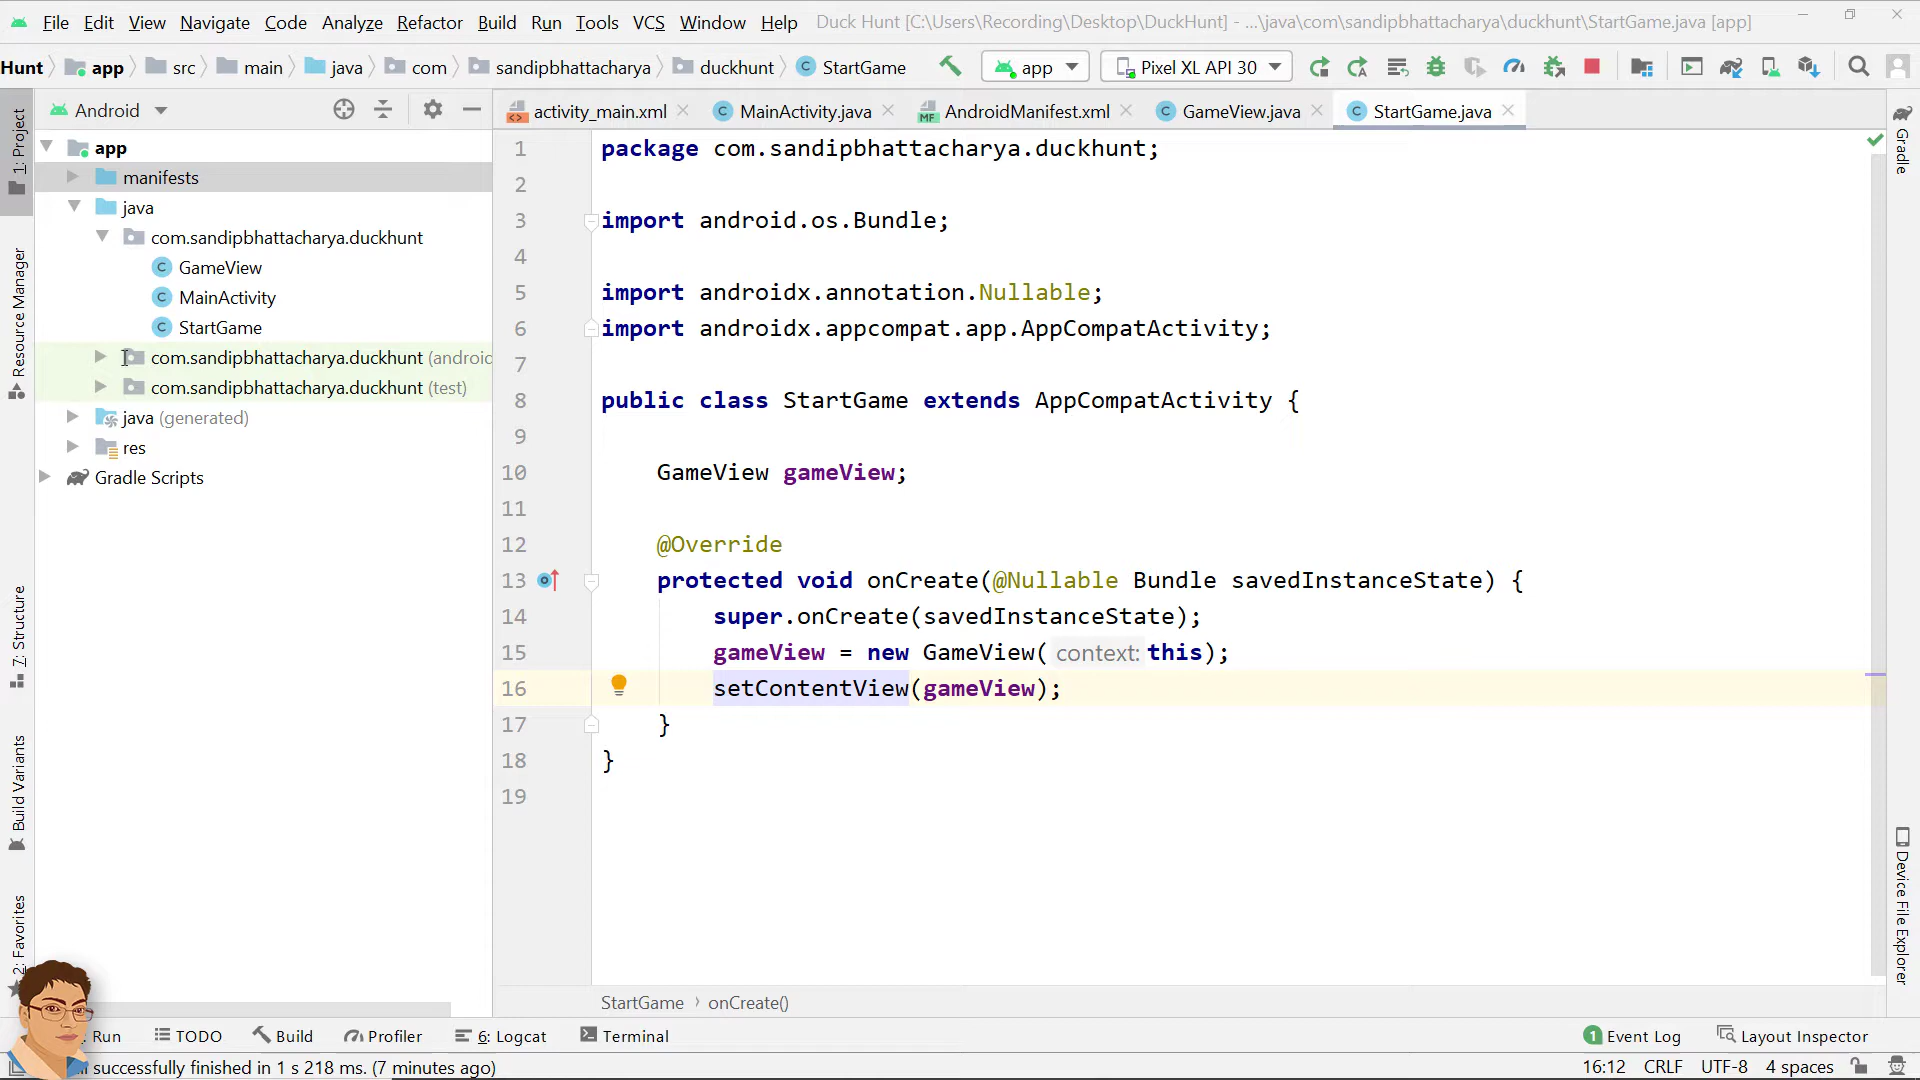 File Edit View Navigate Code Analyze Refactor Build Run Tools VCS Window Help Duck Hunt [C:\Users\Recording\Desktop\DuckHunt] - ...\java\com\sandipbhattacharya\duckhunt\StartGame.java [app]
Hunt app src main java com sandipbhattacharya duckhunt StartGame app Pixel XL API 30
Android
activity_main.xml MainActivity.java AndroidManifest.xml GameView.java StartGame.java
1: Project
Resource Manager
7: Structure
Build Variants
2: Favorites
app
manifests
java
com.sandipbhattacharya.duckhunt
GameView
MainActivity
StartGame
com.sandipbhattacharya.duckhunt (android
com.sandipbhattacharya.duckhunt (test)
java (generated)
res
Gradle Scripts
1 package com.sandipbhattacharya.duckhunt;
2
3 import android.os.Bundle;
4
5 import androidx.annotation.Nullable;
6 import androidx.appcompat.app.AppCompatActivity;
7
8 public class StartGame extends AppCompatActivity {
9
10 GameView gameView;
11
12 @Override
13 protected void onCreate(@Nullable Bundle savedInstanceState) {
14 super.onCreate(savedInstanceState);
15 gameView = new GameView( context: this);
16 setContentView(gameView);
17 }
18 }
19
Gradle
Device File Explorer
StartGame › onCreate()
Run TODO Build Profiler 6: Logcat Terminal 1 Event Log Layout Inspector
successfully finished in 1 s 218 ms. (7 minutes ago) 16:12 CRLF UTF-8 4 spaces